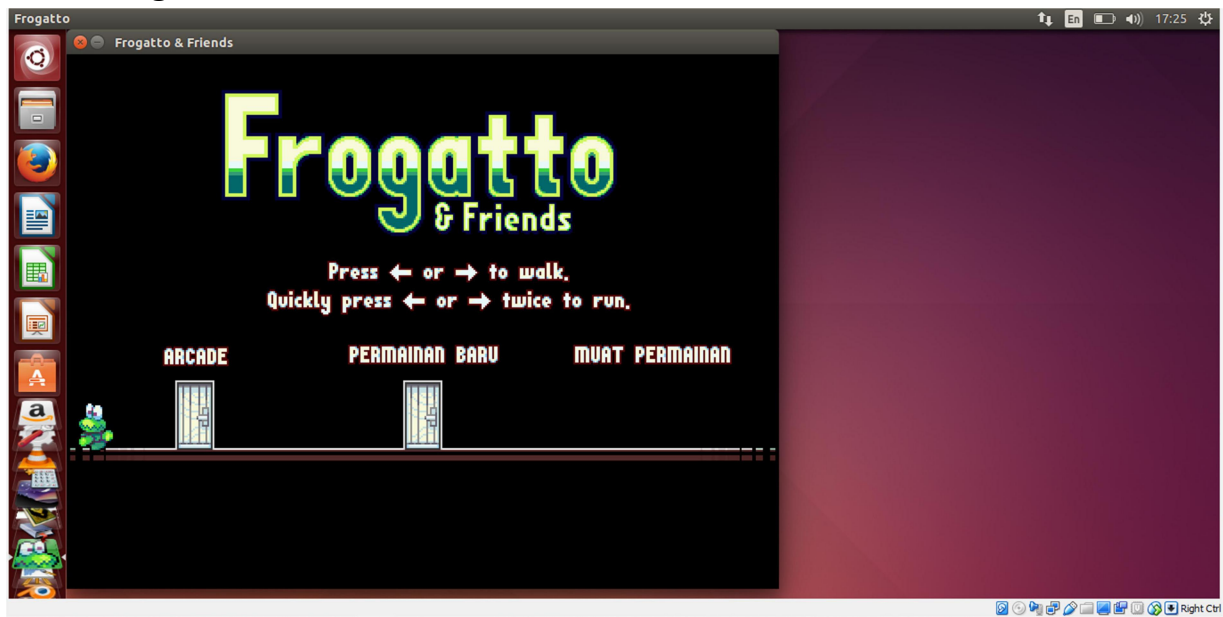 Frogatto
En
17:25
Frogatto & Friends
Frogatto
& Friends
Press ← or → to walk.
Quickly press ← or → twice to run.
ARCADE
PERMAINAN BARU
MUAT PERMAINAN
Right Ctrl